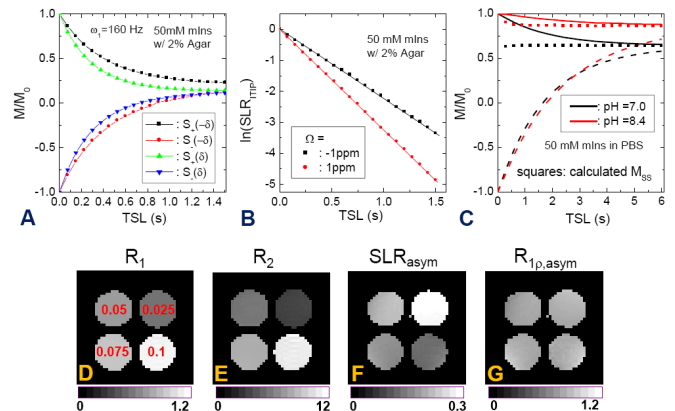 1.0
0.5
0.0
-0.5
-1.0
M/M0
ω1=160 Hz
50mM mIns
w/ 2% Agar
: S+(-δ)
: S-(-δ)
: S+(δ)
: S-(δ)
0.0 0.2 0.4 0.6 0.8 1.0 1.2 1.4
TSL (s)
A
1
0
-1
-2
-3
-4
-5
ln(SLRTTIP)
50 mM mIns
w/ 2% Agar
Ω =
: -1ppm
: 1ppm
0.0 0.5 1.0 1.5
TSL (s)
B
1.0
0.5
0.0
-0.5
-1.0
M/M0
: pH =7.0
: pH =8.4
50 mM mIns in PBS
squares: calculated MSS
0 1 2 3 4 5 6
TSL (s)
C
R1
0.05 0.025
0.075 0.1
D
0 1.2
R2
E
0 12
SLRasym
F
0 0.3
R1ρ,asym
G
0 1.2